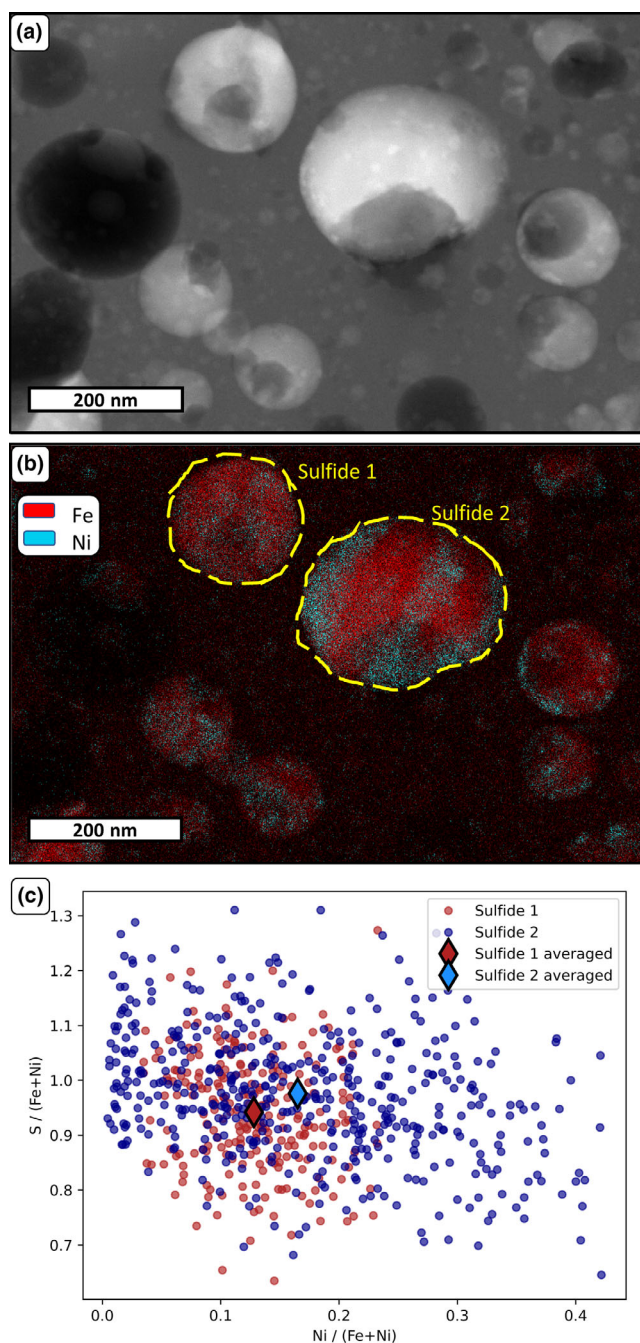 (a)
200 nm
(b)
Fe
Ni
Sulfide 1
Sulfide 2
200 nm
(c)
Sulfide 1
Sulfide 2
Sulfide 1 averaged
Sulfide 2 averaged
S / (Fe+Ni)
1.3
1.2
1.1
1.0
0.9
0.8
0.7
0.0 0.1 0.2 0.3 0.4
Ni / (Fe+Ni)